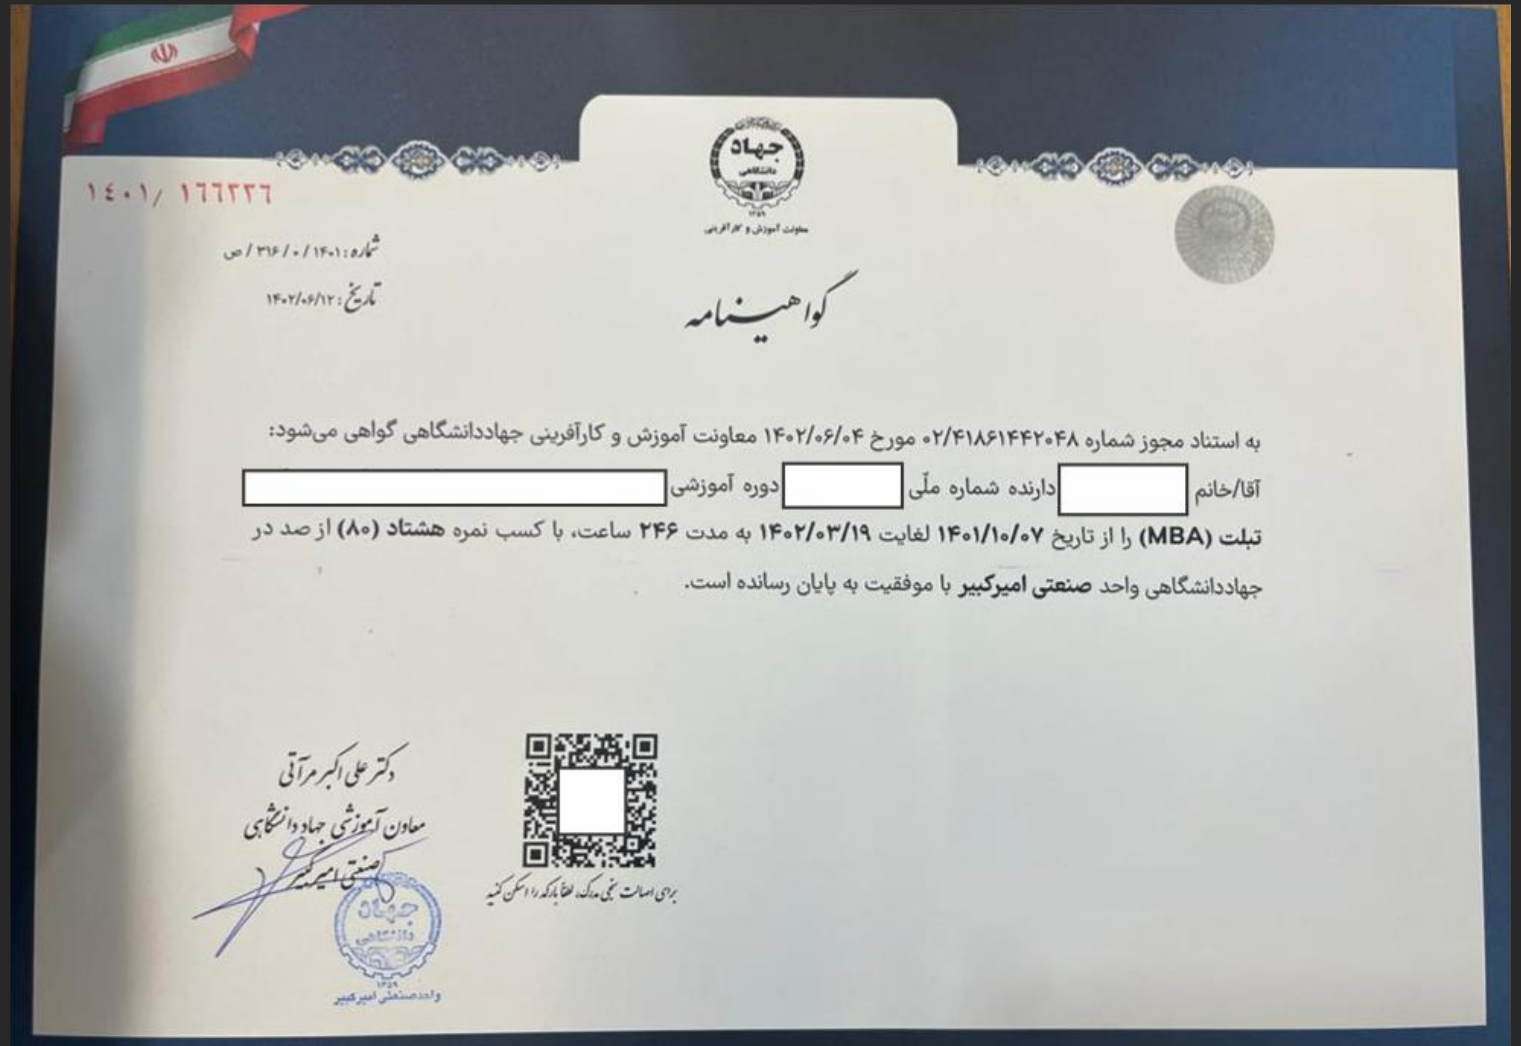 جهاد
دانشگاهی
۱۳۵۹
معاونت آموزش و کارآفرینی
۱۴۰۱/ ۱۶۶۲۲۶
شماره: ۱۴۰۱ / ۰ / ۳۱۶ / ص
تاریخ: ۱۴۰۲/۰۶/۱۲
گواهینامه
به استناد مجوز شماره ۰۲/۴۱۸۶۱۴۴۲۰۴۸ مورخ ۱۴۰۲/۰۶/۰۴ معاونت آموزش و کارآفرینی جهاددانشگاهی گواهی می‌شود:
آقا/خانم دارنده شماره ملّی دوره آموزشی
تبلت (MBA) را از تاریخ ۱۴۰۱/۱۰/۰۷ لغایت ۱۴۰۲/۰۳/۱۹ به مدت ۲۴۶ ساعت، با کسب نمره هشتاد (۸۰) از صد در
جهاددانشگاهی واحد صنعتی امیرکبیر با موفقیت به پایان رسانده است.
دکتر علی اکبر مرآتی
معاون آموزشی جهاد دانشگاهی
صنعتی امیرکبیر
برای اصالت سنجی مدرک، لطفاً بارکد را اسکن کنید
جهاد
دانشگاهی
۱۳۵۹
واحد صنعتی امیرکبیر